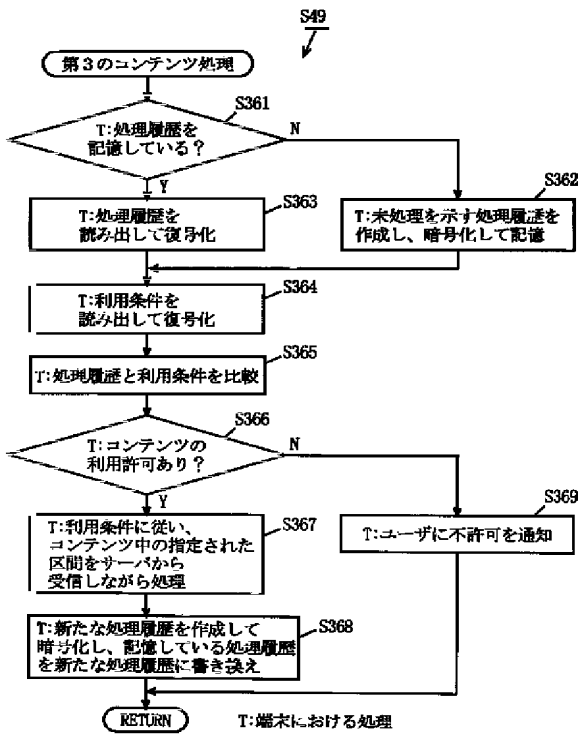 S49
第3のコンテンツ処理
S361
T:処理履歴を
記憶している?
N
Y
S362
T:未処理を示す処理履歴を
作成し、暗号化して記憶
S363
T:処理履歴を
読み出して復号化
S364
T:利用条件を
読み出して復号化
S365
T:処理履歴と利用条件を比較
S366
T:コンテンツの
利用許可あり?
N
Y
S369
T:ユーザに不許可を通知
S367
T:利用条件に従い、
コンテンツ中の指定された
区間をサーバから
受信しながら処理
S368
T:新たな処理履歴を作成して
暗号化し、記憶している処理履歴
を新たな処理履歴に書き換え
RETURN
T:端末における処理